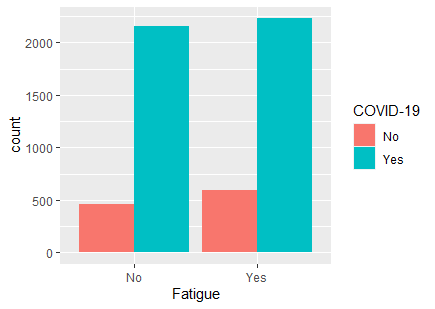 2000
1500
1000
500
0
count
No
Yes
Fatigue
COVID-19
No
Yes